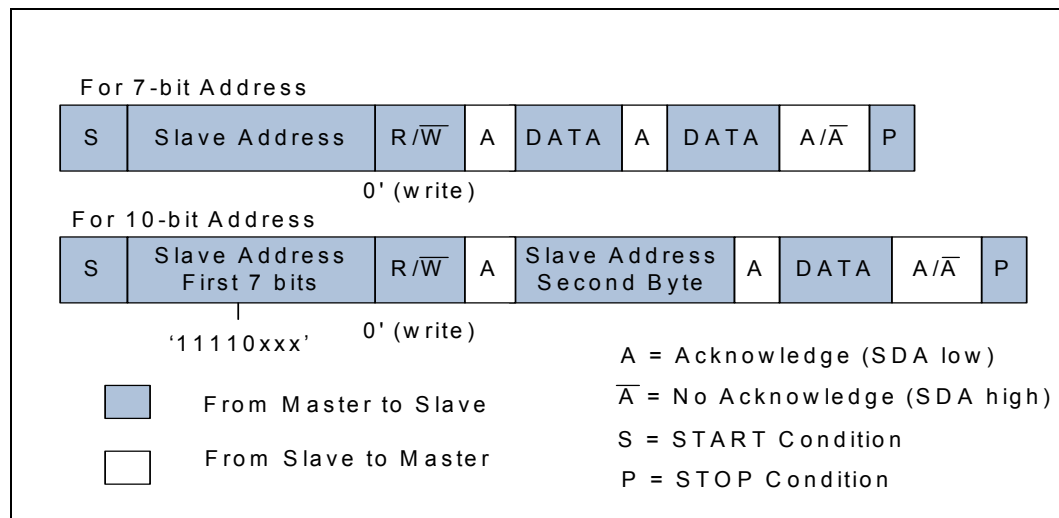 For 7-bit Address
S Slave Address R/W̅ A DATA A DATA A/A̅ P
0' (write)
For 10-bit Address
S Slave Address First 7 bits R/W̅ A Slave Address Second Byte A DATA A/A̅ P
‘11110xxx’ 0' (write)
From Master to Slave
From Slave to Master
A = Acknowledge (SDA low)
A̅ = No Acknowledge (SDA high)
S = START Condition
P = STOP Condition